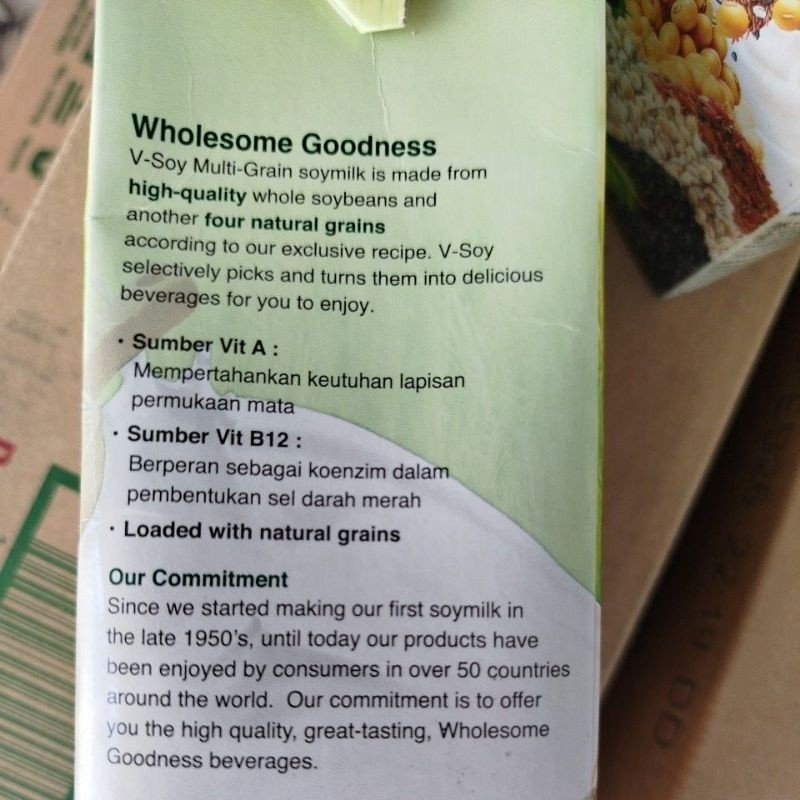 Wholesome Goodness
V-Soy Multi-Grain soymilk is made from
high-quality whole soybeans and
another four natural grains
according to our exclusive recipe. V-Soy
selectively picks and turns them into delicious
beverages for you to enjoy.
· Sumber Vit A :
Mempertahankan keutuhan lapisan
permukaan mata
· Sumber Vit B12 :
Berperan sebagai koenzim dalam
pembentukan sel darah merah
· Loaded with natural grains
Our Commitment
Since we started making our first soymilk in
the late 1950's, until today our products have
been enjoyed by consumers in over 50 countries
around the world. Our commitment is to offer
you the high quality, great-tasting, Wholesome
Goodness beverages.